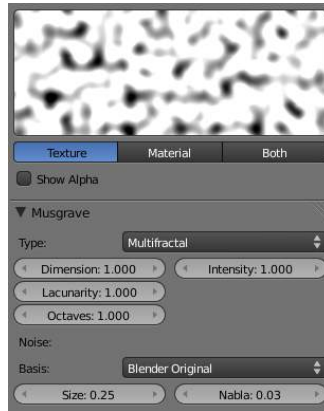 Texture Material Both
Show Alpha
Musgrave
Type: Multifractal
Dimension: 1.000 Intensity: 1.000
Lacunarity: 1.000
Octaves: 1.000
Noise:
Basis: Blender Original
Size: 0.25 Nabla: 0.03